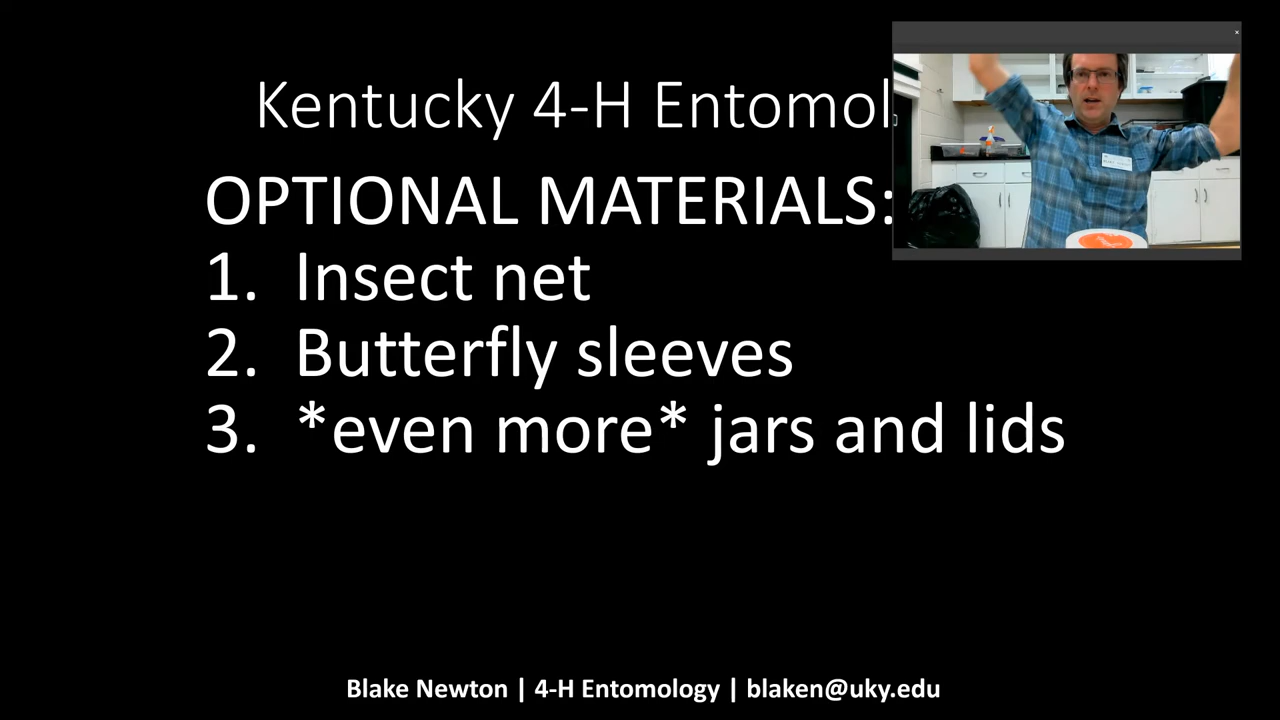 Kentucky 4-H Entomol
OPTIONAL MATERIALS:
1. Insect net
2. Butterfly sleeves
3. *even more* jars and lids
Blake Newton | 4-H Entomology | blaken@uky.edu